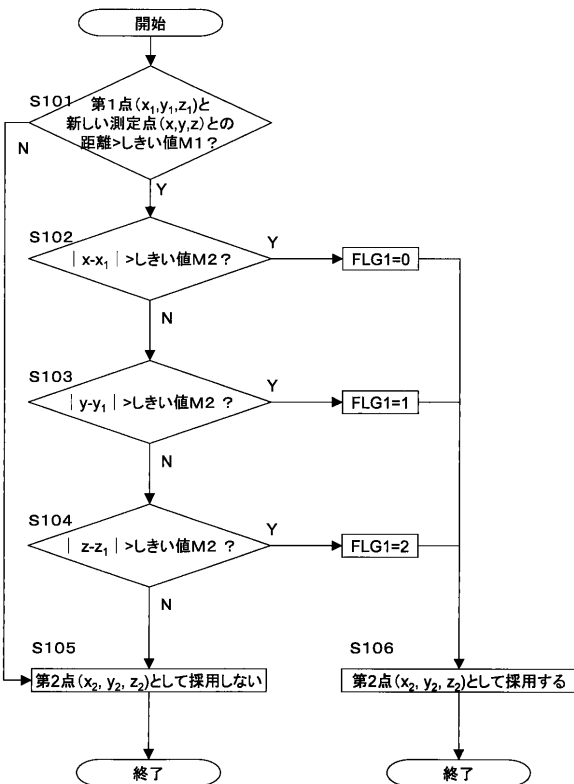 開始
S101
第1点(x₁,y₁,z₁)と
新しい測定点(x,y,z)との
距離>しきい値M1?
N
Y
S102
| x-x₁ | >しきい値M2?
Y
FLG1=0
N
S103
| y-y₁ | >しきい値M2 ?
Y
FLG1=1
N
S104
| z-z₁ | >しきい値M2 ?
Y
FLG1=2
N
S105
第2点(x₂, y₂, z₂)として採用しない
S106
第2点(x₂, y₂, z₂)として採用する
終了
終了